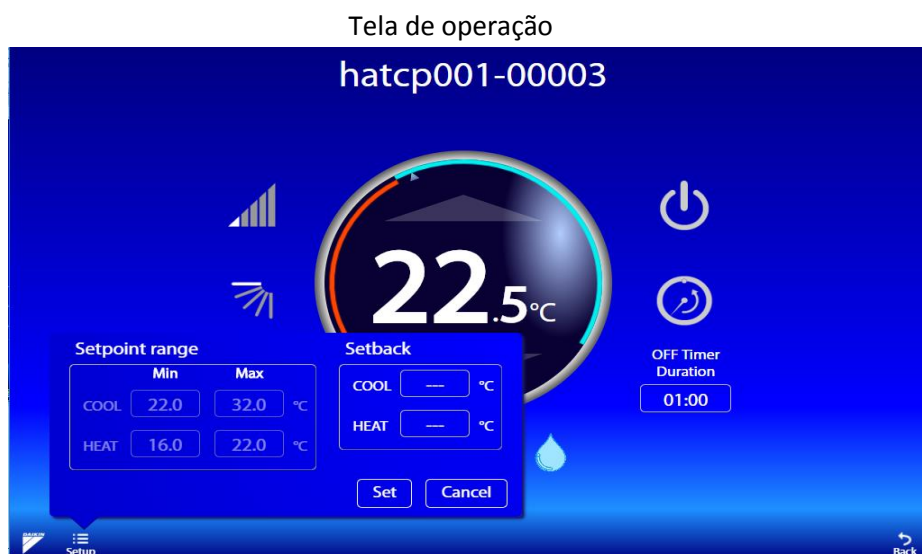 Tela de operação
hatcp001-00003
22.5°C
Setpoint range
Min Max
COOL 22.0 32.0 °C
HEAT 16.0 22.0 °C
Setback
COOL --- °C
HEAT --- °C
Set Cancel
OFF Timer
Duration
01:00
DAIKIN
Setup
Back